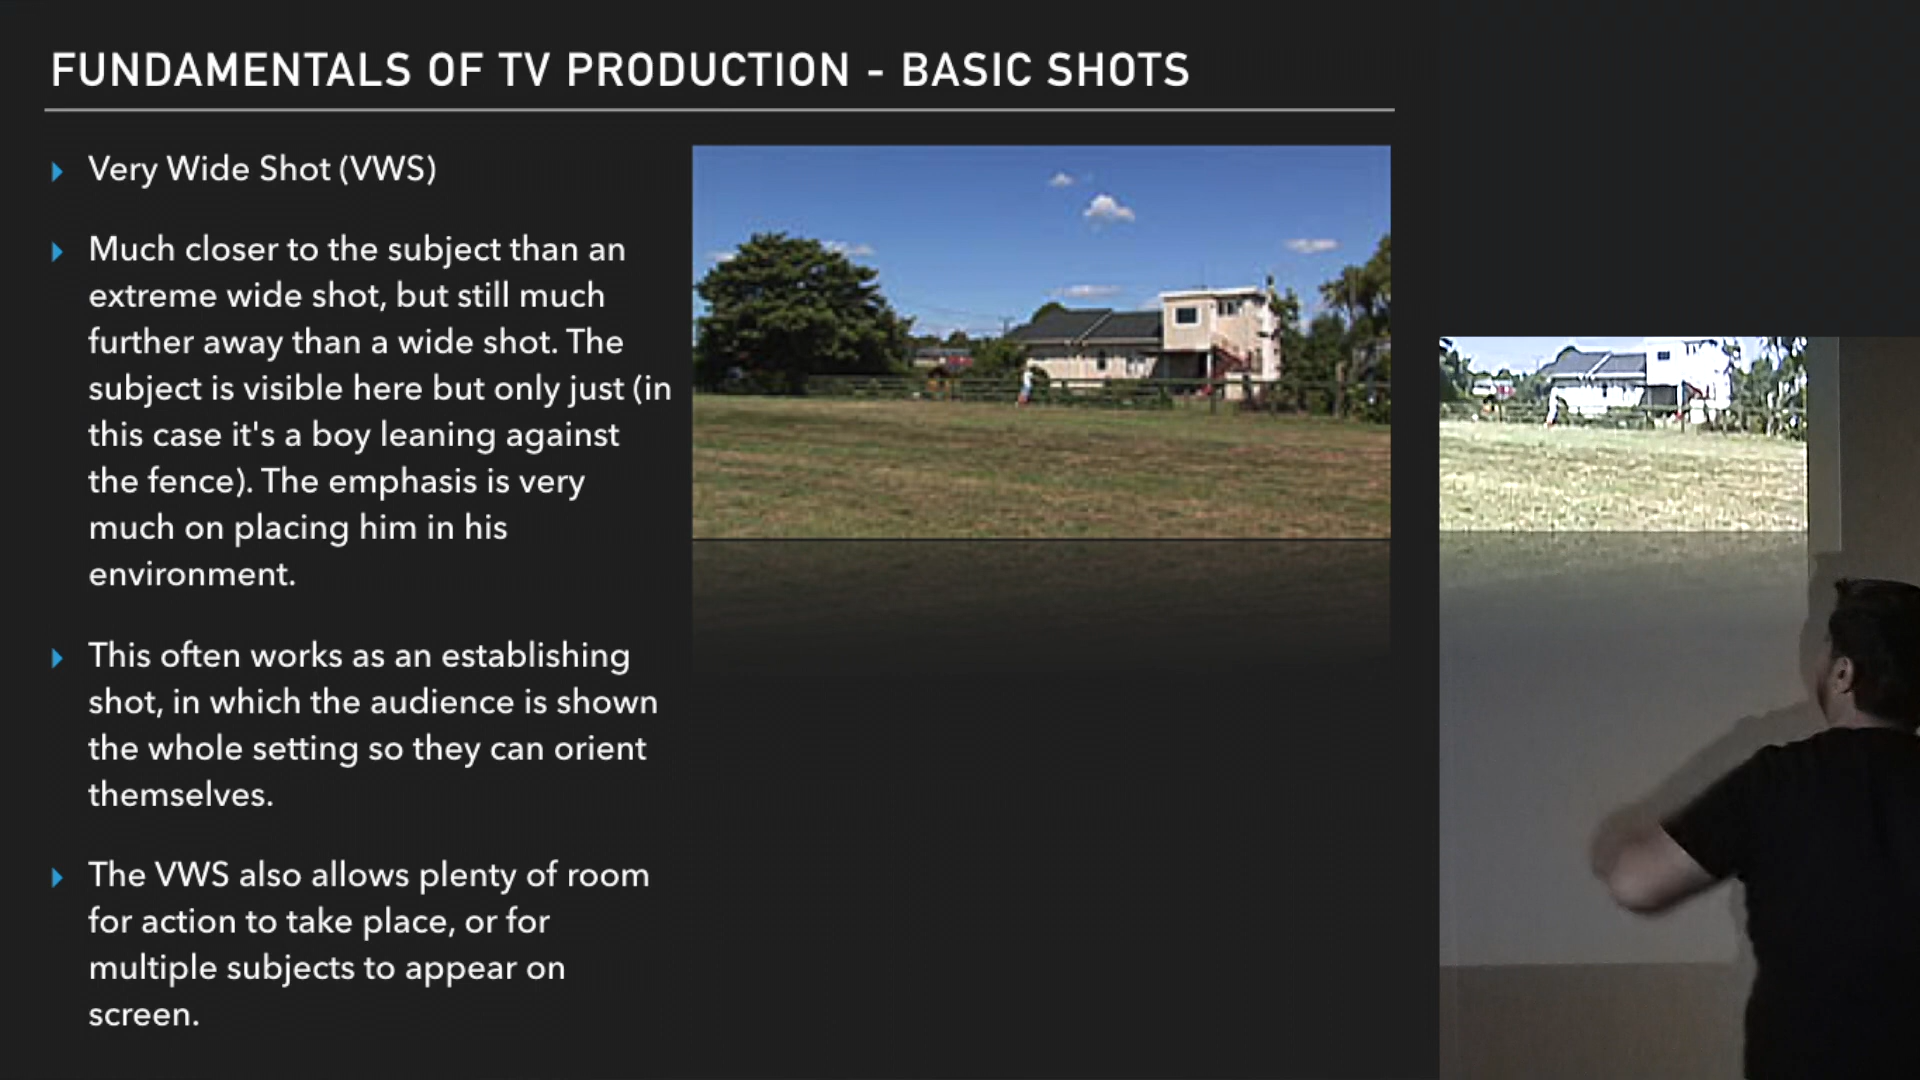 FUNDAMENTALS OF TV PRODUCTION - BASIC SHOTS
Very Wide Shot (VWS)
Much closer to the subject than an
extreme wide shot, but still much
further away than a wide shot. The
subject is visible here but only just (in
this case it's a boy leaning against
the fence). The emphasis is very
much on placing him in his
environment.
This often works as an establishing
shot, in which the audience is shown
the whole setting so they can orient
themselves.
The VWS also allows plenty of room
for action to take place, or for
multiple subjects to appear on
screen.